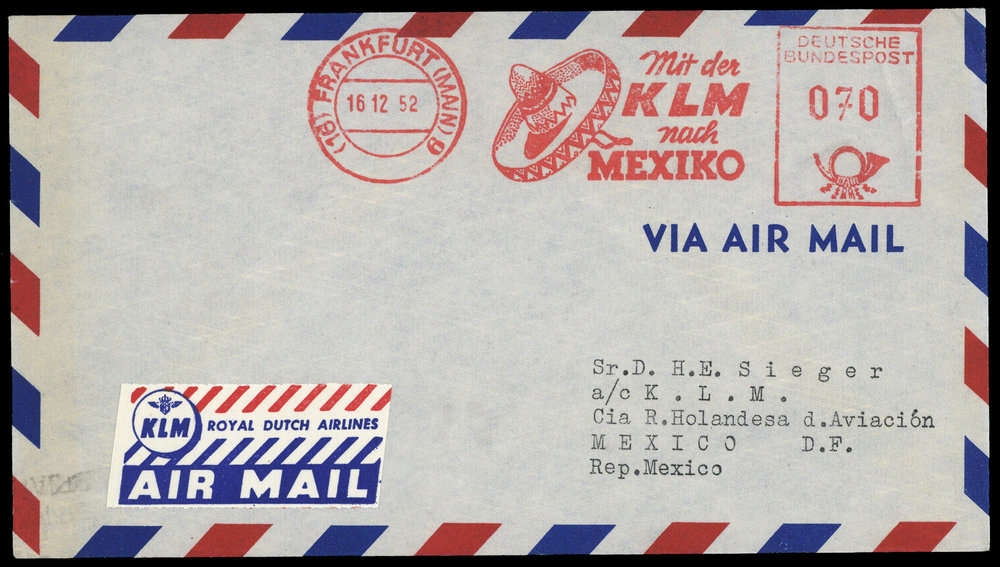 (16) FRANKFURT (MAIN) 9
16 12 52
Mit der
KLM
nach
MEXIKO
DEUTSCHE
BUNDESPOST
070
VIA AIR MAIL
Sr.D. H.E. Sieger
a/c K.L.M.
Cia R.Holandesa d.Aviación
MEXICO D.F.
Rep.Mexico
KLM
ROYAL DUTCH AIRLINES
AIR MAIL